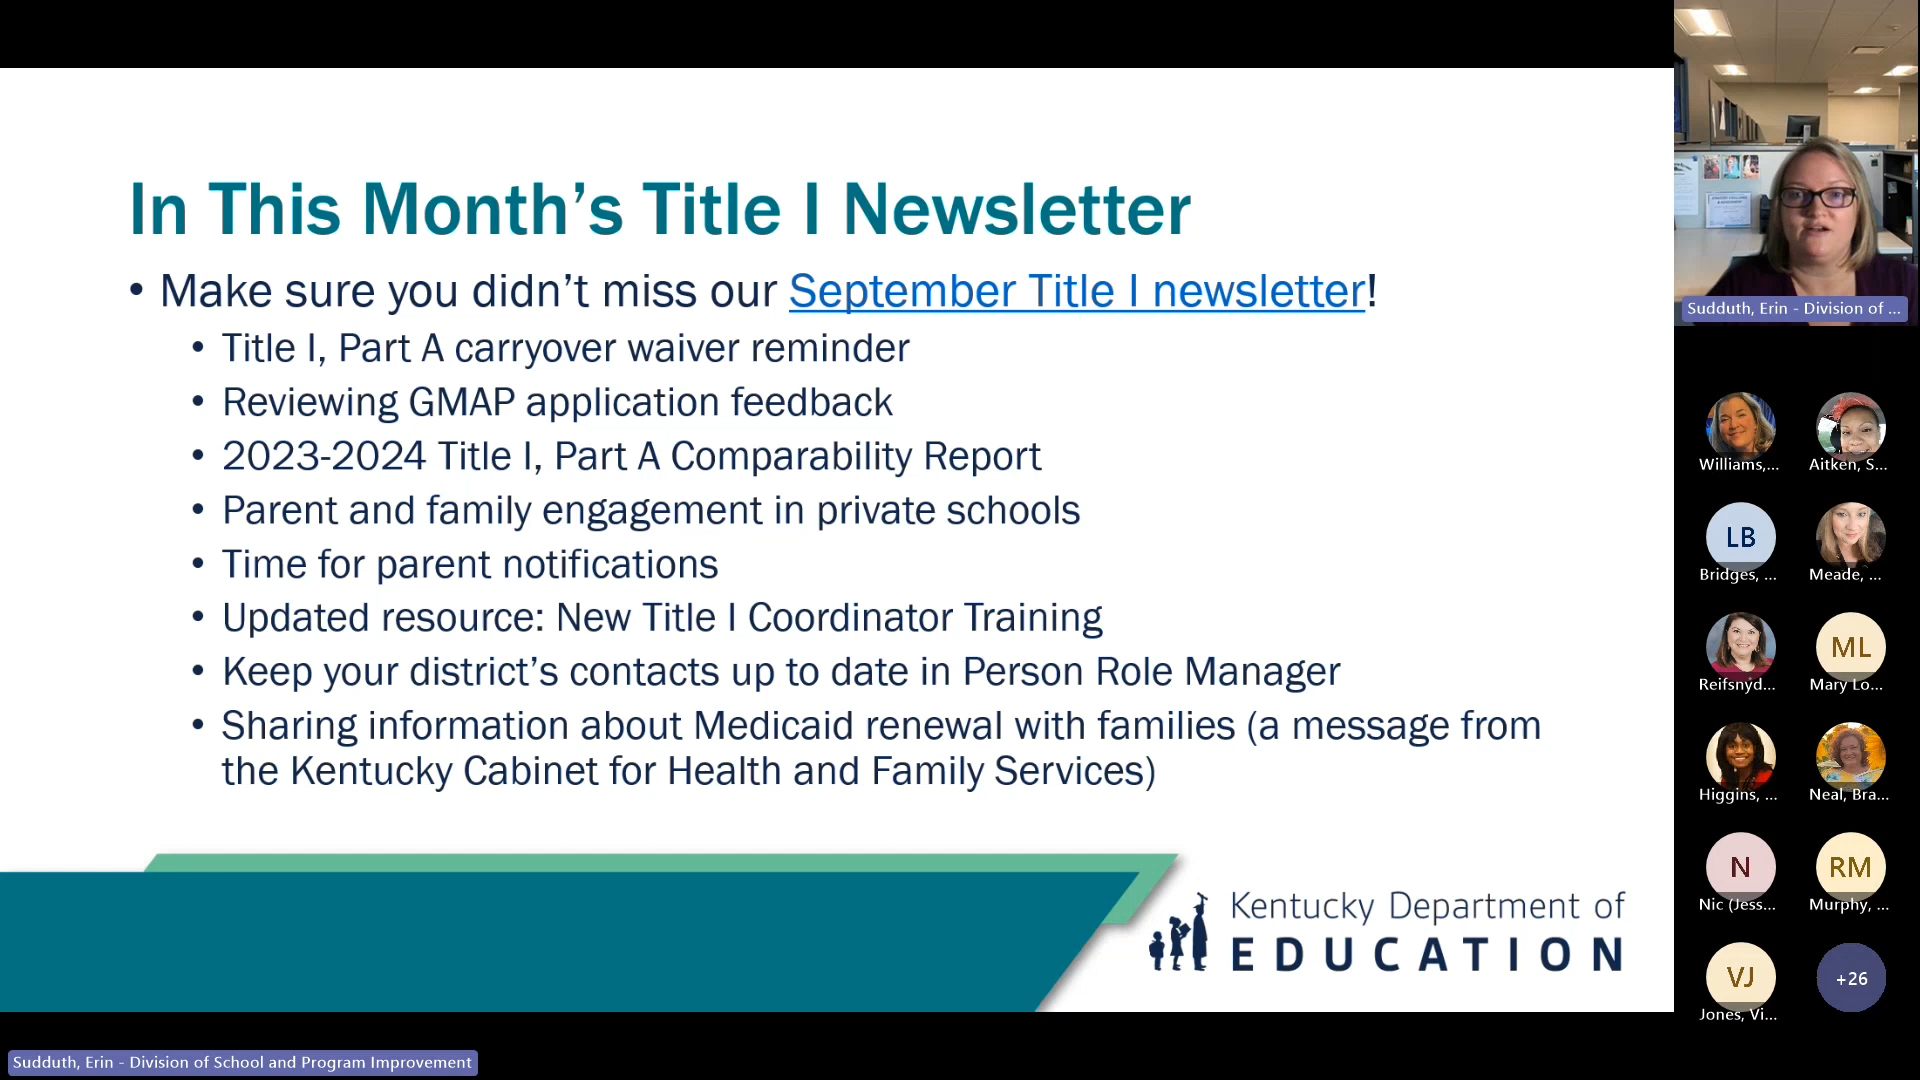 In This Month’s Title I Newsletter
• Make sure you didn’t miss our September Title I newsletter!
• Title I, Part A carryover waiver reminder
• Reviewing GMAP application feedback
• 2023-2024 Title I, Part A Comparability Report
• Parent and family engagement in private schools
• Time for parent notifications
• Updated resource: New Title I Coordinator Training
• Keep your district’s contacts up to date in Person Role Manager
• Sharing information about Medicaid renewal with families (a message from
the Kentucky Cabinet for Health and Family Services)
Kentucky Department of
EDUCATION
Sudduth, Erin - Division of School and Program Improvement
Sudduth, Erin - Division of ...
Williams,...
Aitken, S...
LB
Bridges, ...
Meade, ...
Reifsnyd...
ML
Mary Lo...
Higgins, ...
Neal, Bra...
N
Nic (Jess...
RM
Murphy, ...
VJ
Jones, Vi...
+26